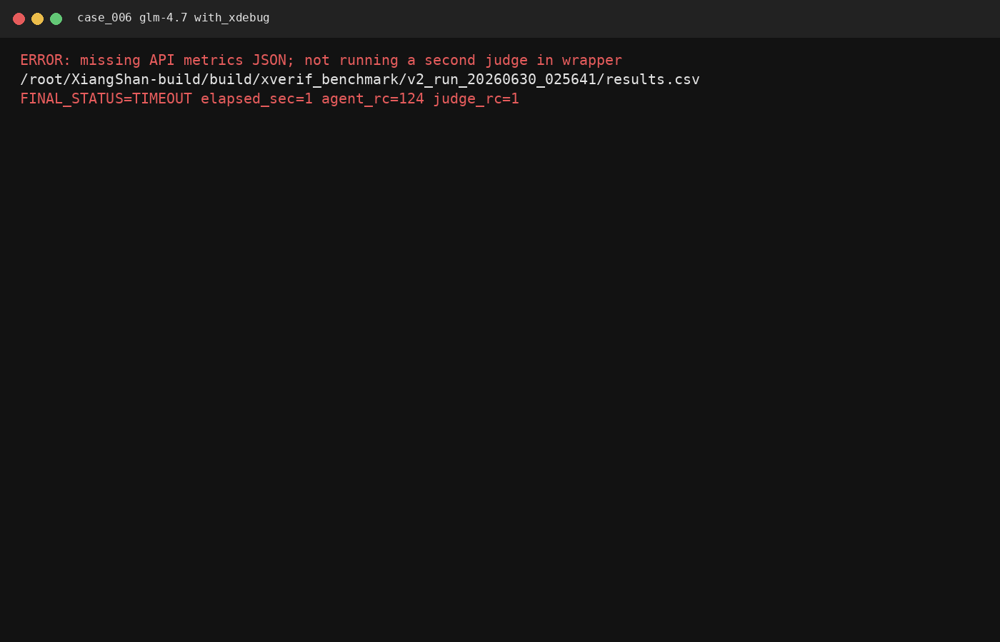 case_006 glm-4.7 with_xdebug
ERROR: missing API metrics JSON; not running a second judge in wrapper
/root/XiangShan-build/build/xverif_benchmark/v2_run_20260630_025641/results.csv
FINAL_STATUS=TIMEOUT elapsed_sec=1 agent_rc=124 judge_rc=1